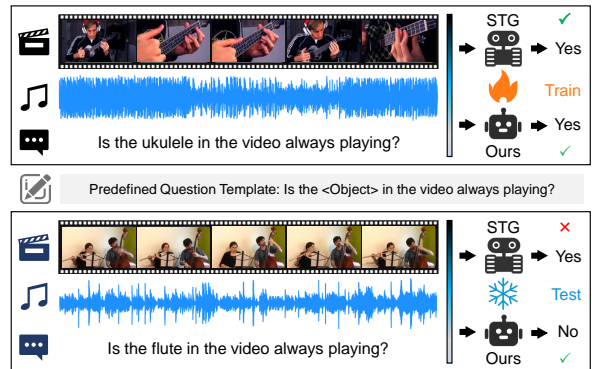 STG ✓
Yes
Train
Is the ukulele in the video always playing?
Yes
Ours ✓
Predefined Question Template: Is the <Object> in the video always playing?
STG ×
Yes
Test
Is the flute in the video always playing?
No
Ours ✓